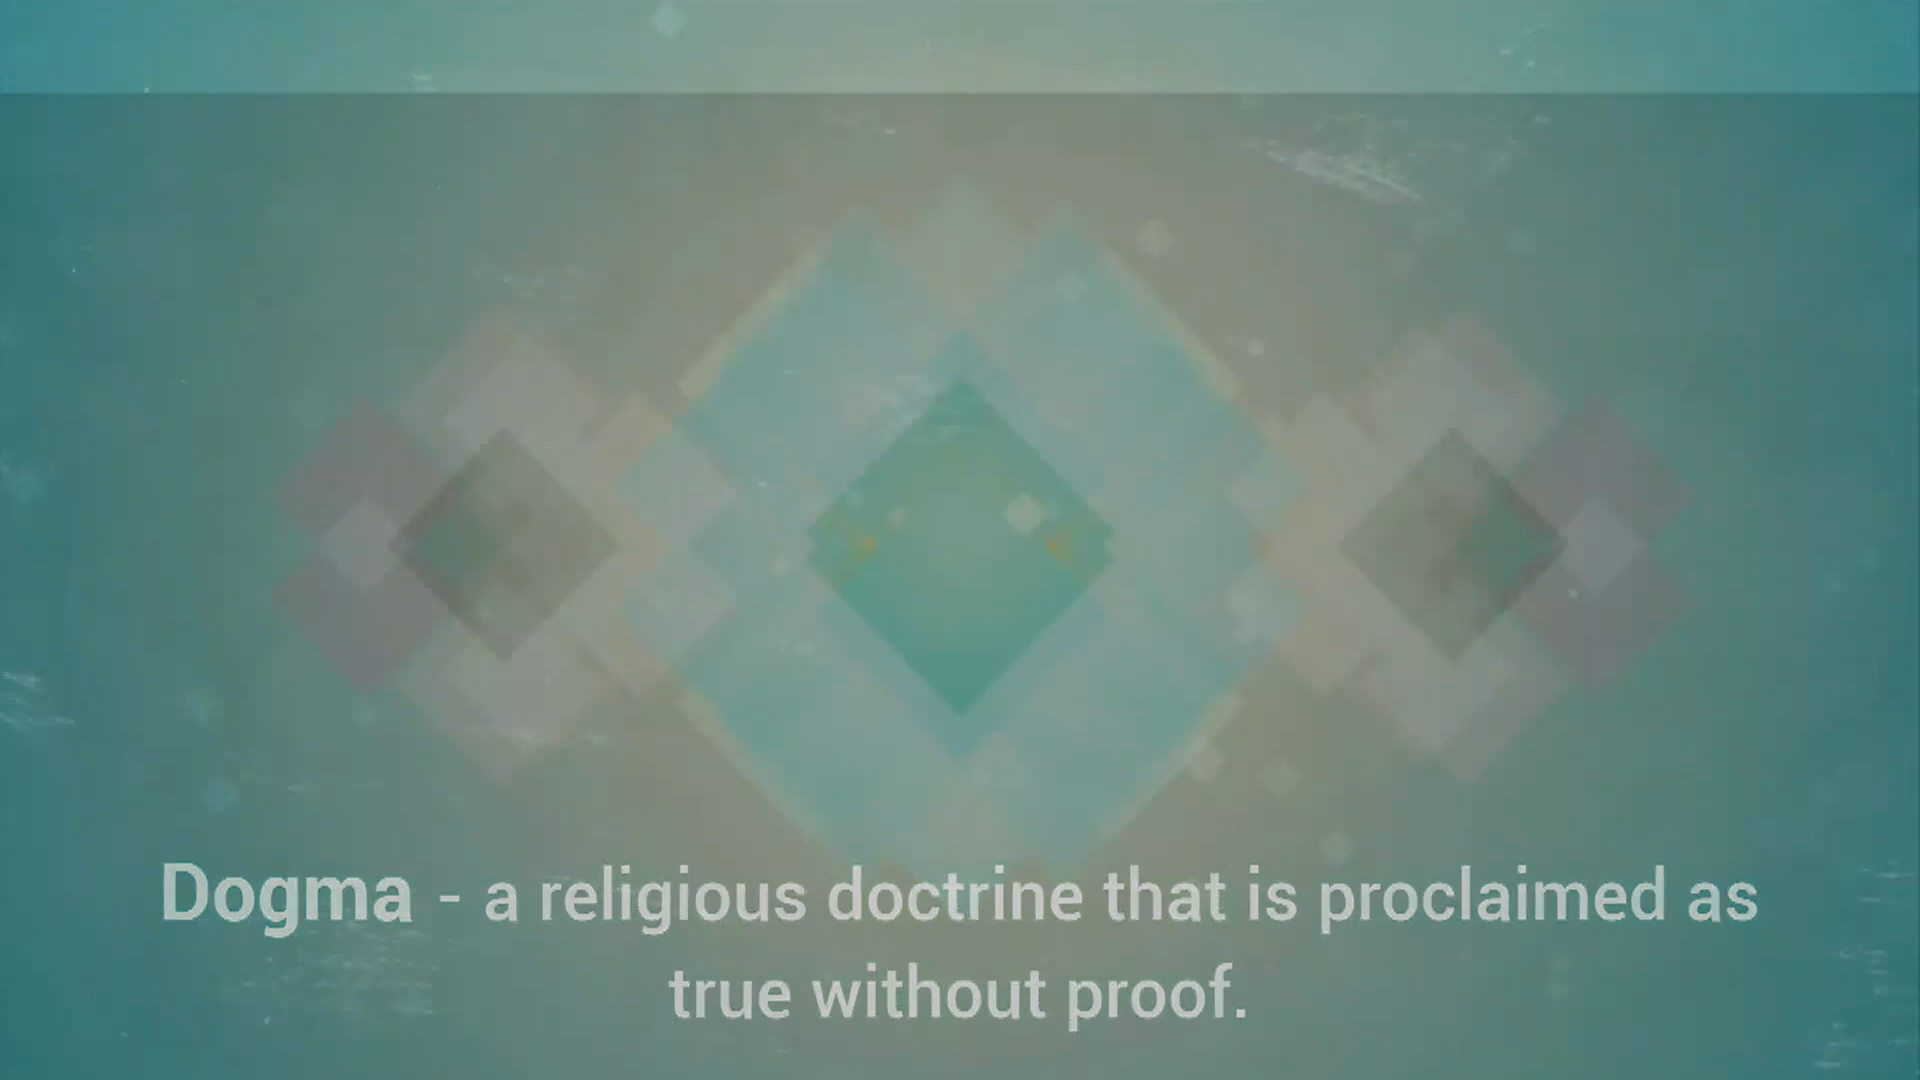 Dogma - a religious doctrine that is proclaimed as
true without proof.